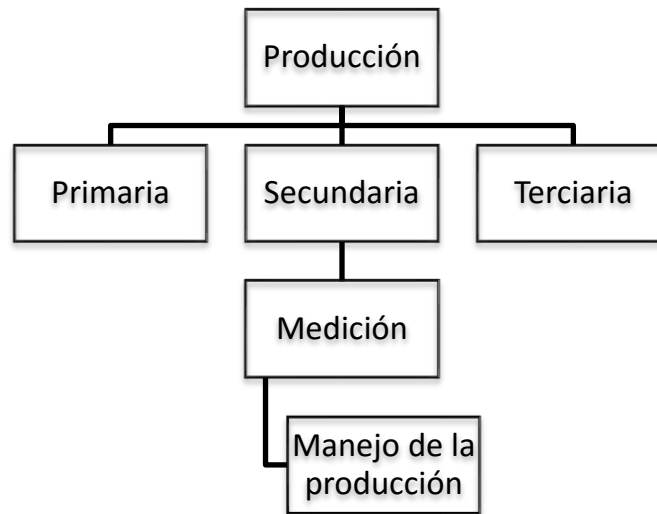 Producción
Primaria
Secundaria
Terciaria
Medición
Manejo de la
producción